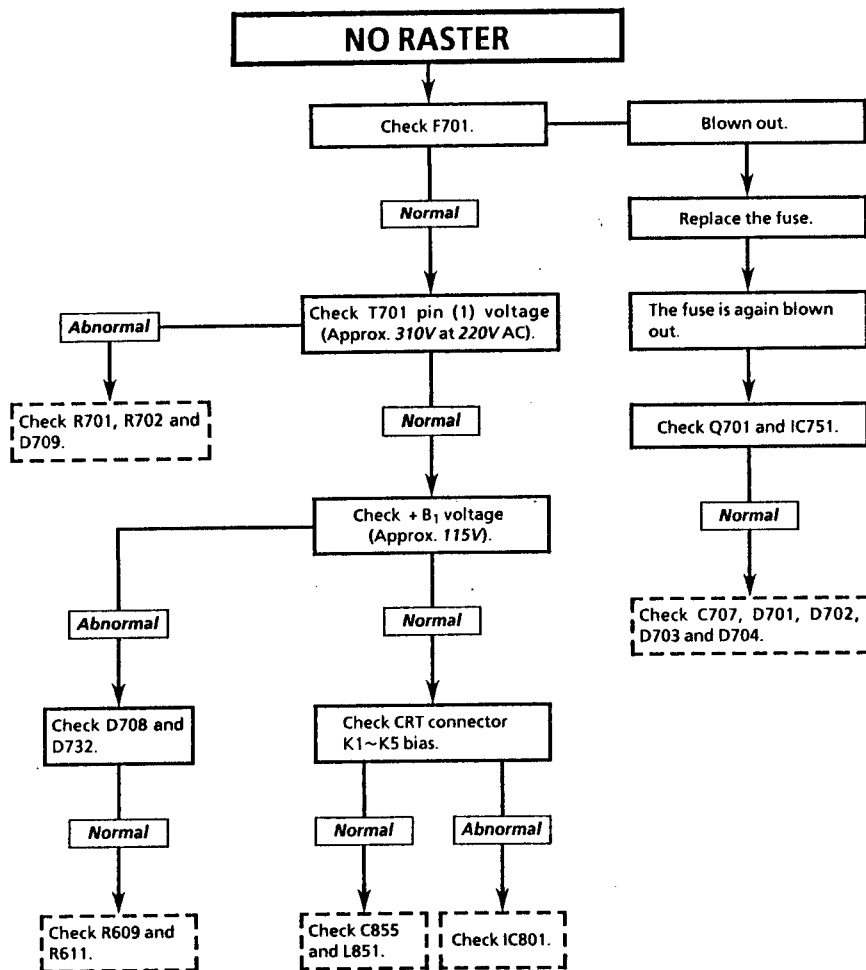 NO RASTER
Check F701.
Blown out.
Normal
Replace the fuse.
Check T701 pin (1) voltage
(Approx. 310V at 220V AC).
Abnormal
The fuse is again blown
out.
Check R701, R702 and
D709.
Normal
Check Q701 and IC751.
Check + B1 voltage
(Approx. 115V).
Normal
Abnormal
Normal
Check C707, D701, D702,
D703 and D704.
Check D708 and
D732.
Check CRT connector
K1~K5 bias.
Normal
Normal
Abnormal
Check R609 and
R611.
Check C855
and L851.
Check IC801.